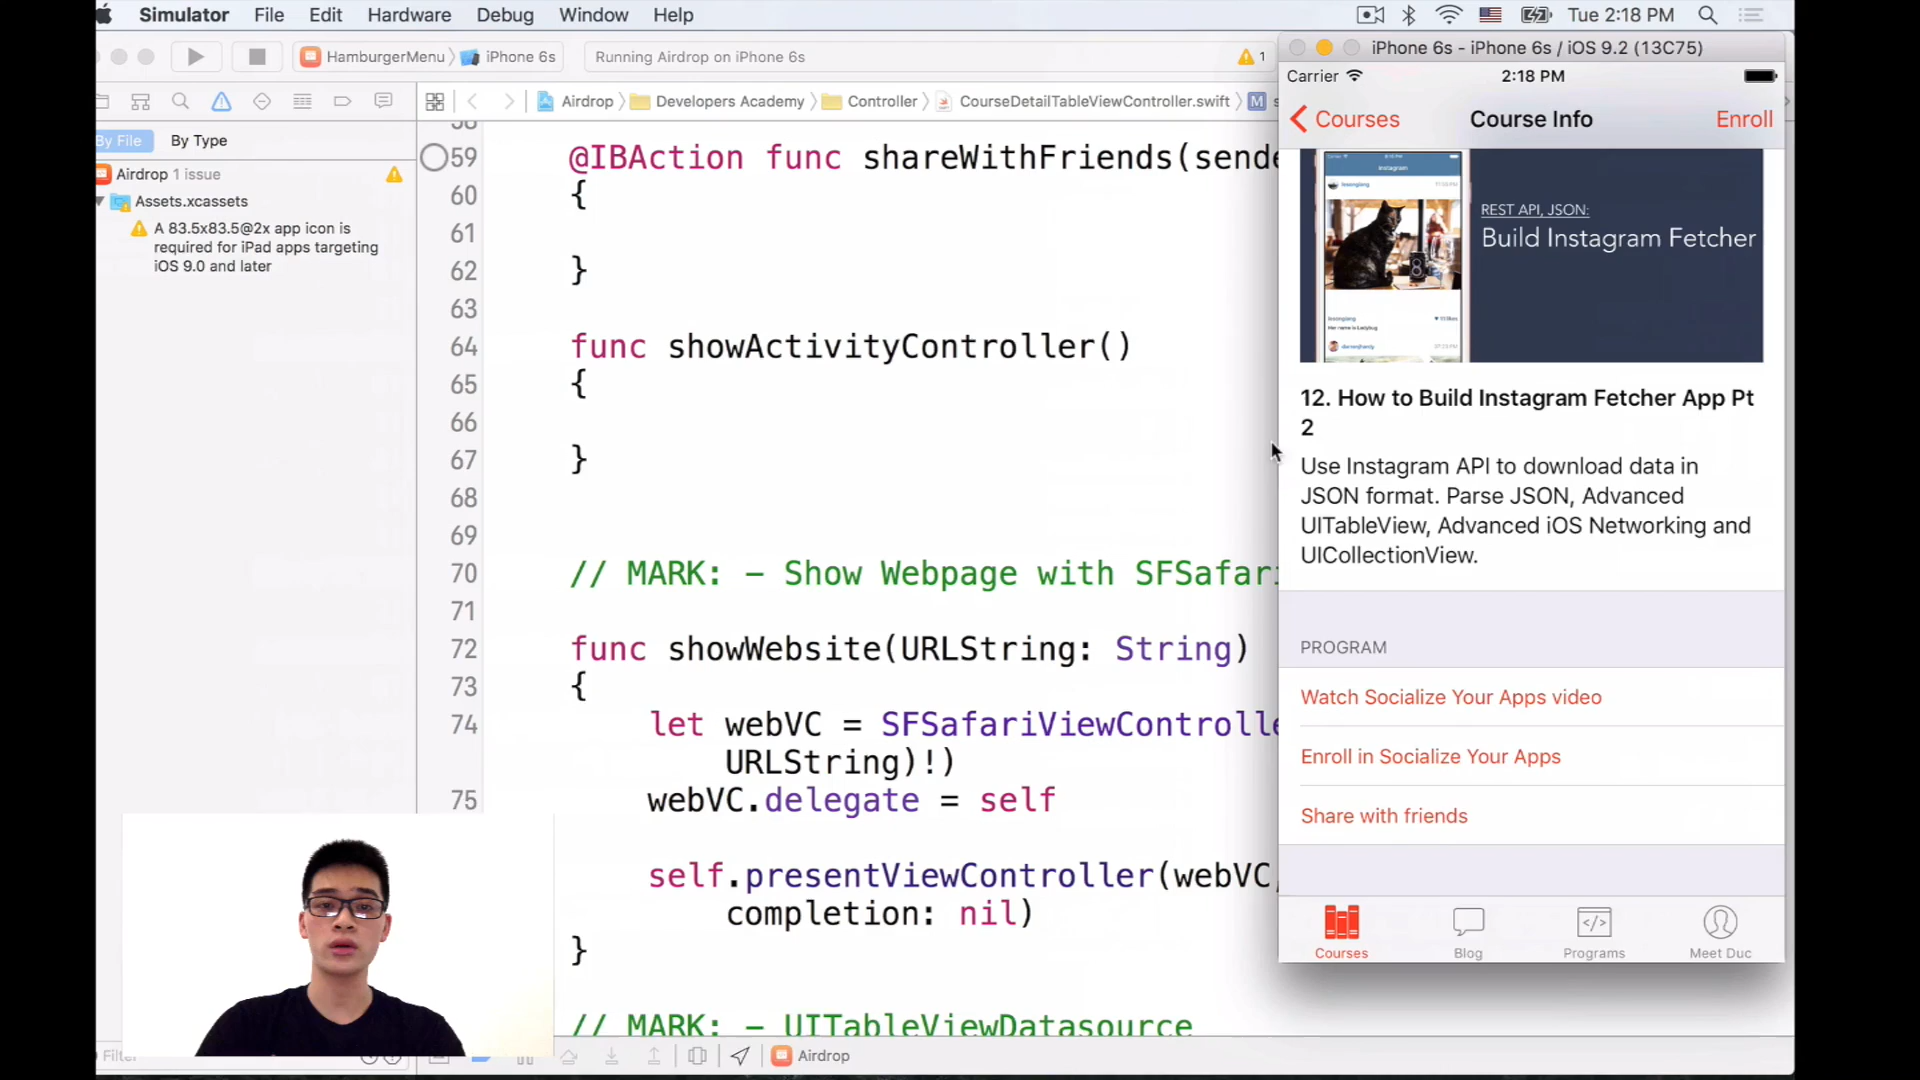 Simulator File Edit Hardware Debug Window Help
Tue 2:18 PM
HamburgerMenu iPhone 6s
Running Airdrop on iPhone 6s
1
Airdrop Developers Academy Controller CourseDetailTableViewController.swift M
By File By Type
Airdrop 1 issue
Assets.xcassets
A 83.5x83.5@2x app icon is
required for iPad apps targeting
iOS 9.0 and later
58
59 @IBAction func shareWithFriends(sende
60 {
61
62 }
63
64 func showActivityController()
65 {
66
67 }
68
69
70 // MARK: – Show Webpage with SFSafari
71
72 func showWebsite(URLString: String)
73 {
74 let webVC = SFSafariViewControlle
URLString)!)
75 webVC.delegate = self
self.presentViewController(webVC,
completion: nil)
}
// MARK: – UITableViewDatasource
Filter
Airdrop
iPhone 6s - iPhone 6s / iOS 9.2 (13C75)
Carrier 2:18 PM
Courses Course Info Enroll
Instagram
REST API, JSON:
Build Instagram Fetcher
12. How to Build Instagram Fetcher App Pt
2
Use Instagram API to download data in
JSON format. Parse JSON, Advanced
UITableView, Advanced iOS Networking and
UICollectionView.
PROGRAM
Watch Socialize Your Apps video
Enroll in Socialize Your Apps
Share with friends
Courses Blog Programs Meet Duc